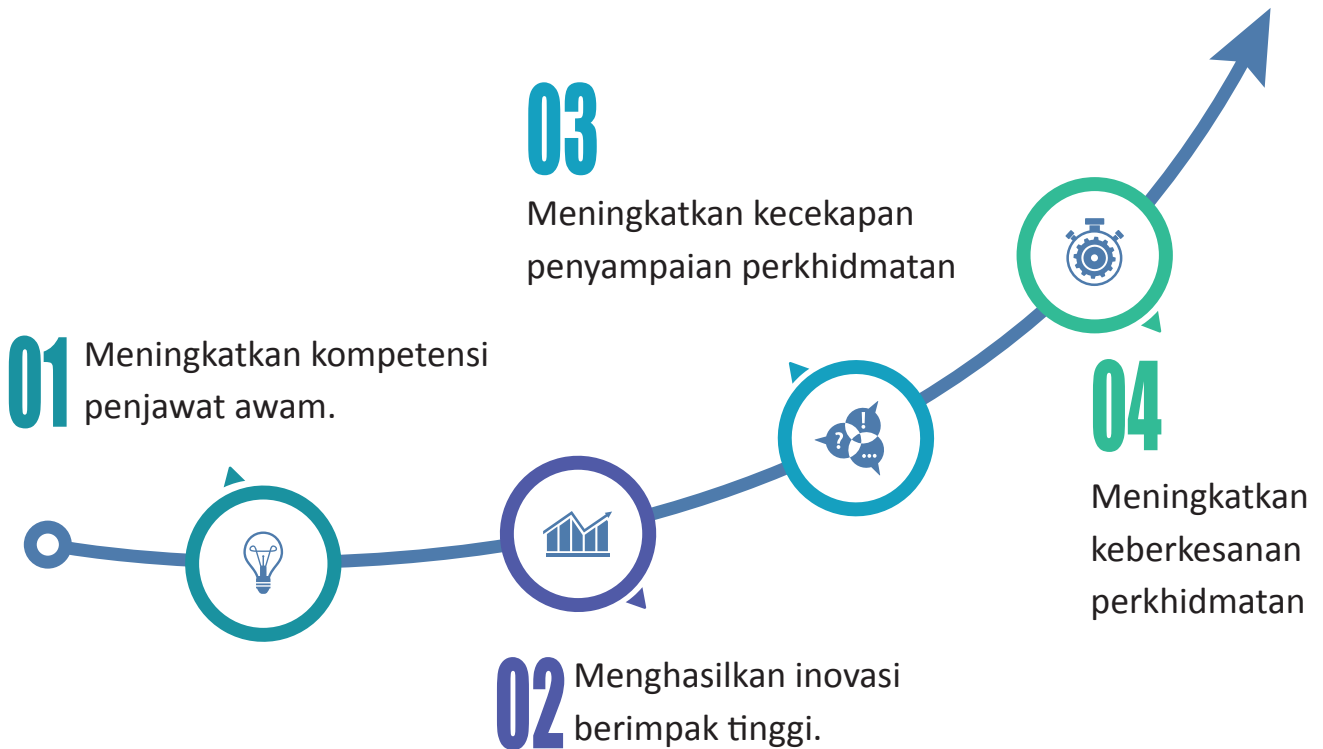 01
Meningkatkan kompetensi
penjawat awam.
02
Menghasilkan inovasi
berimpak tinggi.
03
Meningkatkan kecekapan
penyampaian perkhidmatan
04
Meningkatkan
keberkesanan
perkhidmatan
?
!
...